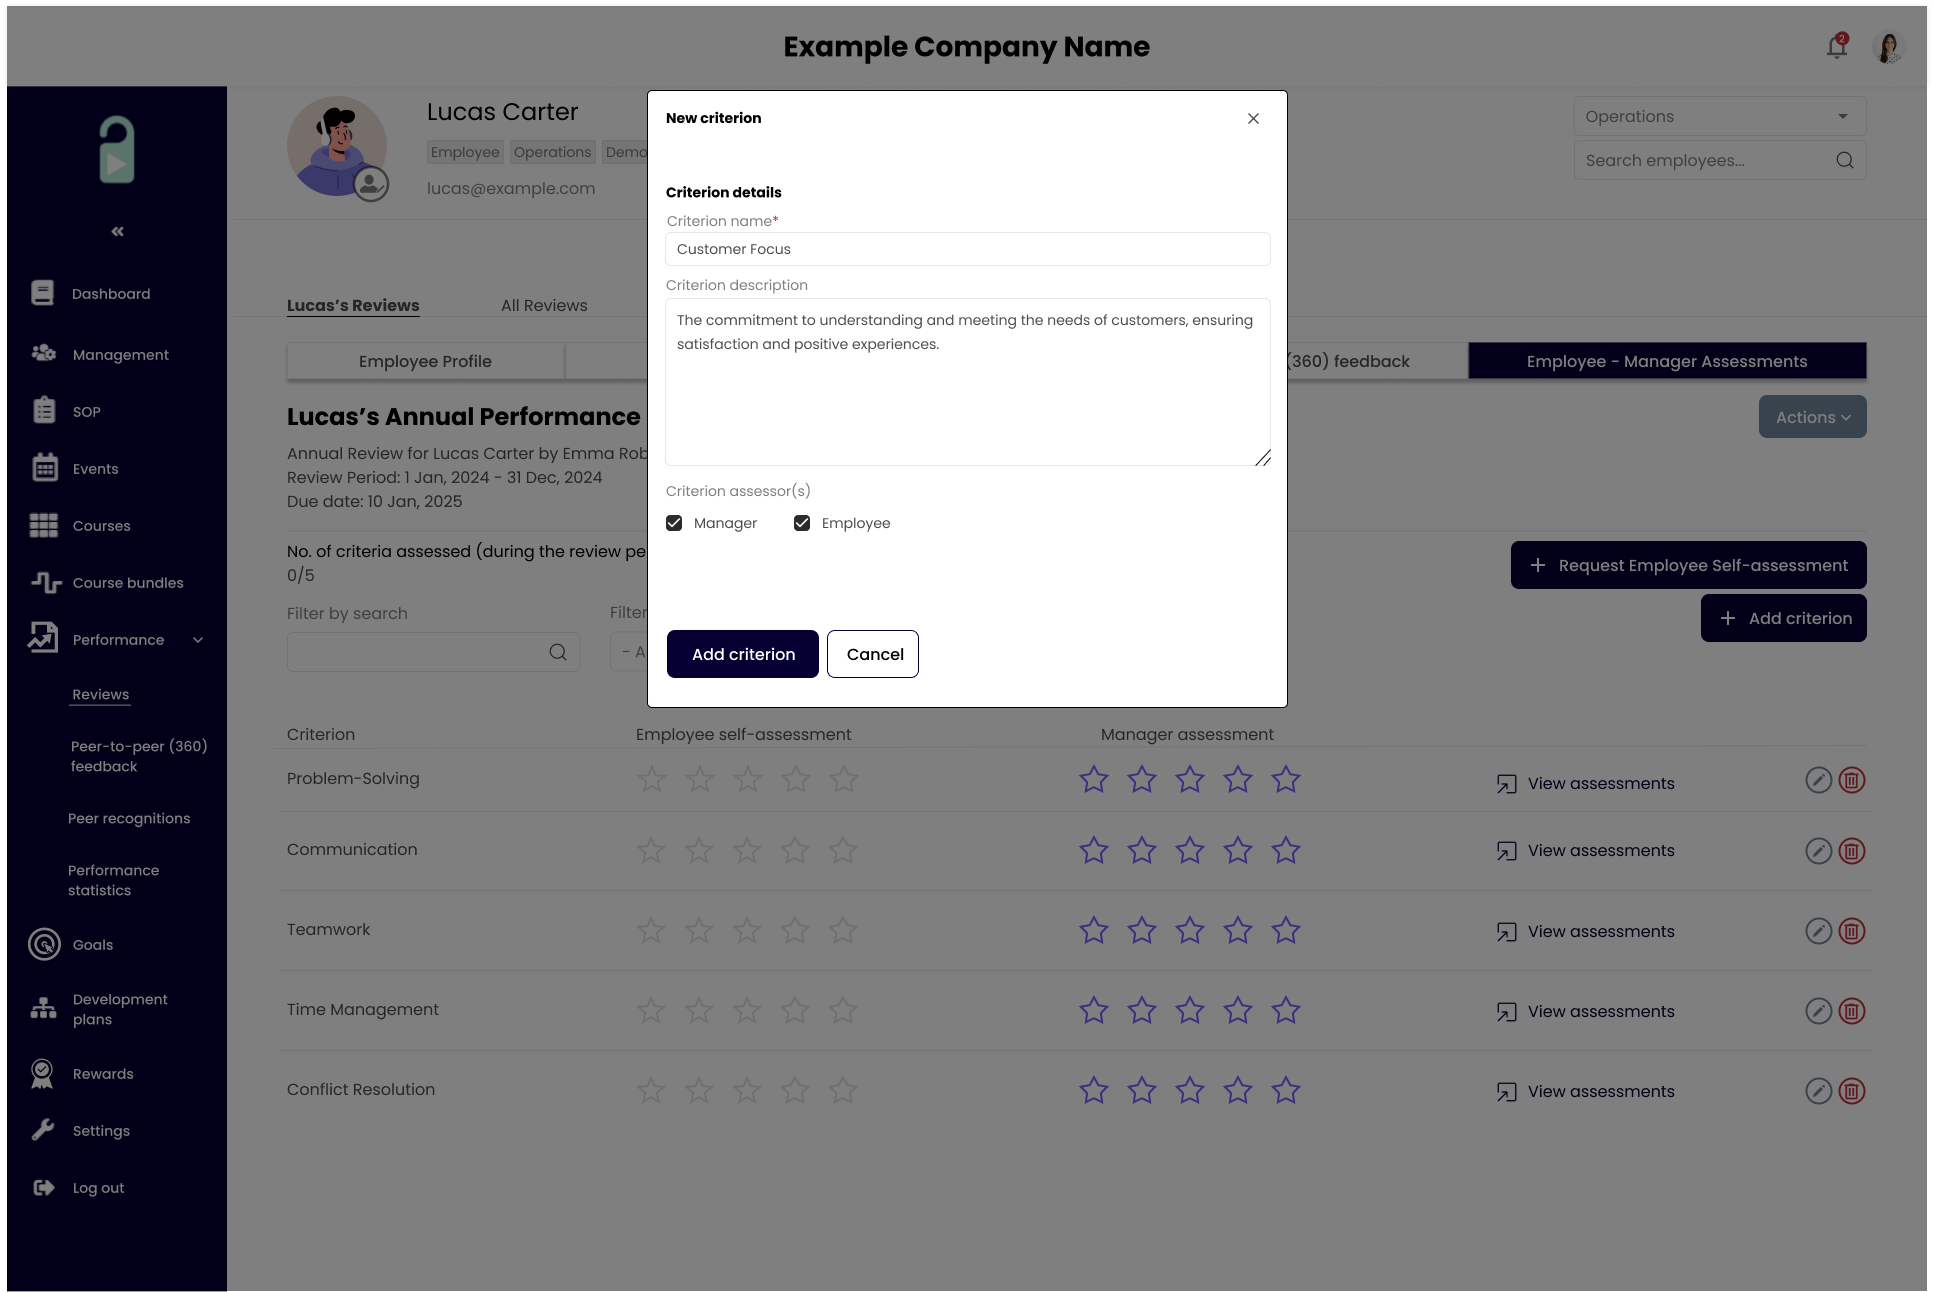 Example Company Name
2
Lucas Carter
Employee Operations Demo
lucas@example.com
Operations
Search employees...
«
Dashboard
Management
SOP
Events
Courses
Course bundles
Performance
Reviews
Peer-to-peer (360)
feedback
Peer recognitions
Performance
statistics
Goals
Development
plans
Rewards
Settings
Log out
New criterion
Criterion details
Criterion name*
Customer Focus
Criterion description
The commitment to understanding and meeting the needs of customers, ensuring
satisfaction and positive experiences.
Criterion assessor(s)
Manager Employee
Add criterion Cancel
Lucas’s Reviews All Reviews
Employee Profile (360) feedback Employee - Manager Assessments
Lucas’s Annual Performance
Actions
Annual Review for Lucas Carter by Emma Rob
Review Period: 1 Jan, 2024 - 31 Dec, 2024
Due date: 10 Jan, 2025
No. of criteria assessed (during the review pe
0/5
+ Request Employee Self-assessment
+ Add criterion
Filter by search Filter
- A
Criterion Employee self-assessment Manager assessment
Problem-Solving View assessments
Communication View assessments
Teamwork View assessments
Time Management View assessments
Conflict Resolution View assessments